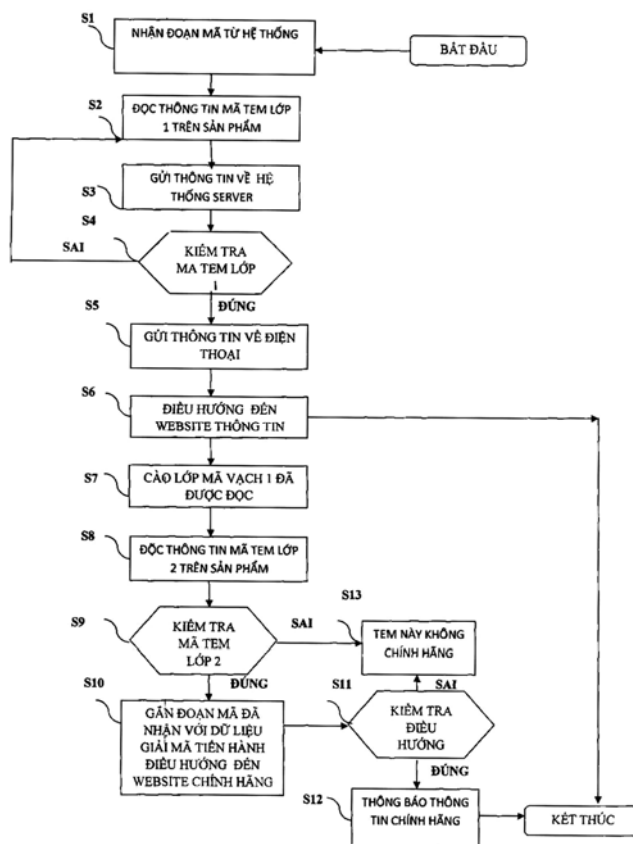 S1
NHẬN ĐOẠN MÃ TỪ HỆ THỐNG
BẮT ĐẦU
S2
ĐỌC THÔNG TIN MÃ TEM LỚP
1 TRÊN SẢN PHẨM
S3
GỬI THÔNG TIN VỀ HỆ
THỐNG SERVER
S4
SAI
KIỂM TRA
MA TEM LỚP
1
ĐÚNG
S5
GỬI THÔNG TIN VỀ ĐIỆN
THOẠI
S6
ĐIỀU HƯỚNG ĐẾN
WEBSITE THÔNG TIN
S7
CÀO LỚP MÃ VẠCH 1 ĐÃ
ĐƯỢC ĐỌC
S8
ĐỌC THÔNG TIN MÃ TEM LỚP
2 TRÊN SẢN PHẨM
S9
KIỂM TRA
MÃ TEM
LỚP 2
SAI
S13
TEM NÀY KHÔNG
CHÍNH HÃNG
ĐÚNG
S10
GẮN ĐOẠN MÃ ĐÃ
NHẬN VỚI DỮ LIỆU
GIẢI MÃ TIẾN HÀNH
ĐIỀU HƯỚNG ĐẾN
WEBSITE CHÍNH HÃNG
SAI
S11
KIỂM TRA
ĐIỀU
HƯỚNG
ĐÚNG
S12
THÔNG BÁO THÔNG
TIN CHÍNH HÃNG
KẾT THÚC